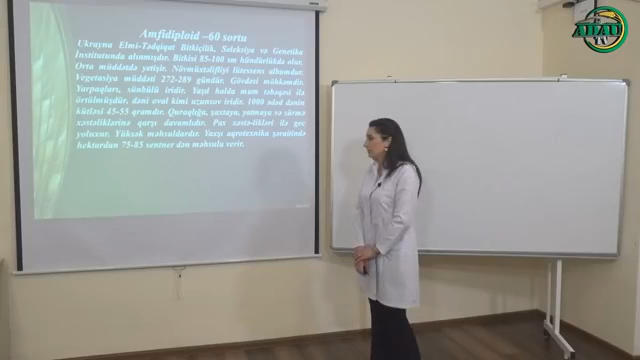 Amfidiploid –60 sortu
Ukrayna Elmi-Tədqiqat Bitkiçilik, Seleksiya və Genetika
İnstitutunda alınmışdır. Bitkisi 85-100 sm hündürlükdə olur.
Orta müddətdə yetişir. Növmüxtəlifliyi lütessens albumdur.
Vegetasiya müddəti 272-289 gündür. Gövdəsi möhkəmdir.
Yarpaqları, sünbülü iridir. Yaşıl halda mum təbəqəsi ilə
örtülmüşdür, dəni oval kimi uzunsov iridir. 1000 ədəd dənin
kütləsi 45-55 qramdır. Quraqlığa, şaxtaya, yatmaya və sürmə
xəstəliklərinə qarşı davamlıdır. Pas xəstə-likləri ilə gec
yoluxur. Yüksək məhsuldardır. Yaxşı aqrotexnika şəraitində
hektardan 75-85 sentner dən məhsulu verir.
ADAU
TV